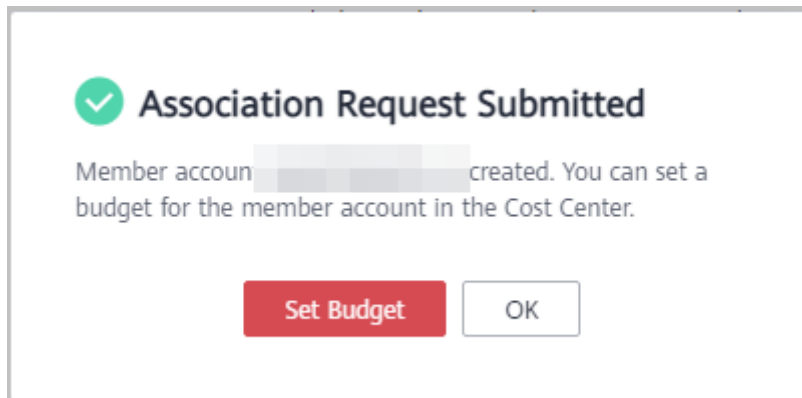 Association Request Submitted
Member accoun created. You can set a
budget for the member account in the Cost Center.
Set Budget
OK